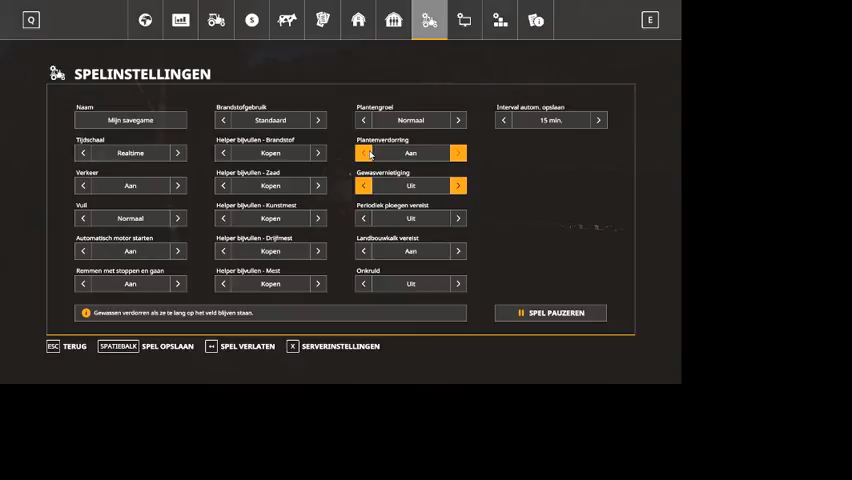 Q
$
E
SPELINSTELLINGEN
Naam
Mijn savegame
Tijdschaal
Realtime
Verkeer
Aan
Vuil
Normaal
Automatisch motor starten
Aan
Remmen met stoppen en gaan
Aan
Brandstofgebruik
Standaard
Helper bijvullen - Brandstof
Kopen
Helper bijvullen - Zaad
Kopen
Helper bijvullen - Kunstmest
Kopen
Helper bijvullen - Drijfmest
Kopen
Helper bijvullen - Mest
Kopen
Plantengroei
Normaal
Plantenverdorring
Aan
Gewasvernietiging
Uit
Periodiek ploegen vereist
Uit
Landbouwkalk vereist
Aan
Onkruid
Uit
Interval autom. opslaan
15 min.
Gewassen verdorren als ze te lang op het veld blijven staan.
SPEL PAUZEREN
ESC TERUG SPATIEBALK SPEL OPSLAAN ↤ SPEL VERLATEN X SERVERINSTELLINGEN